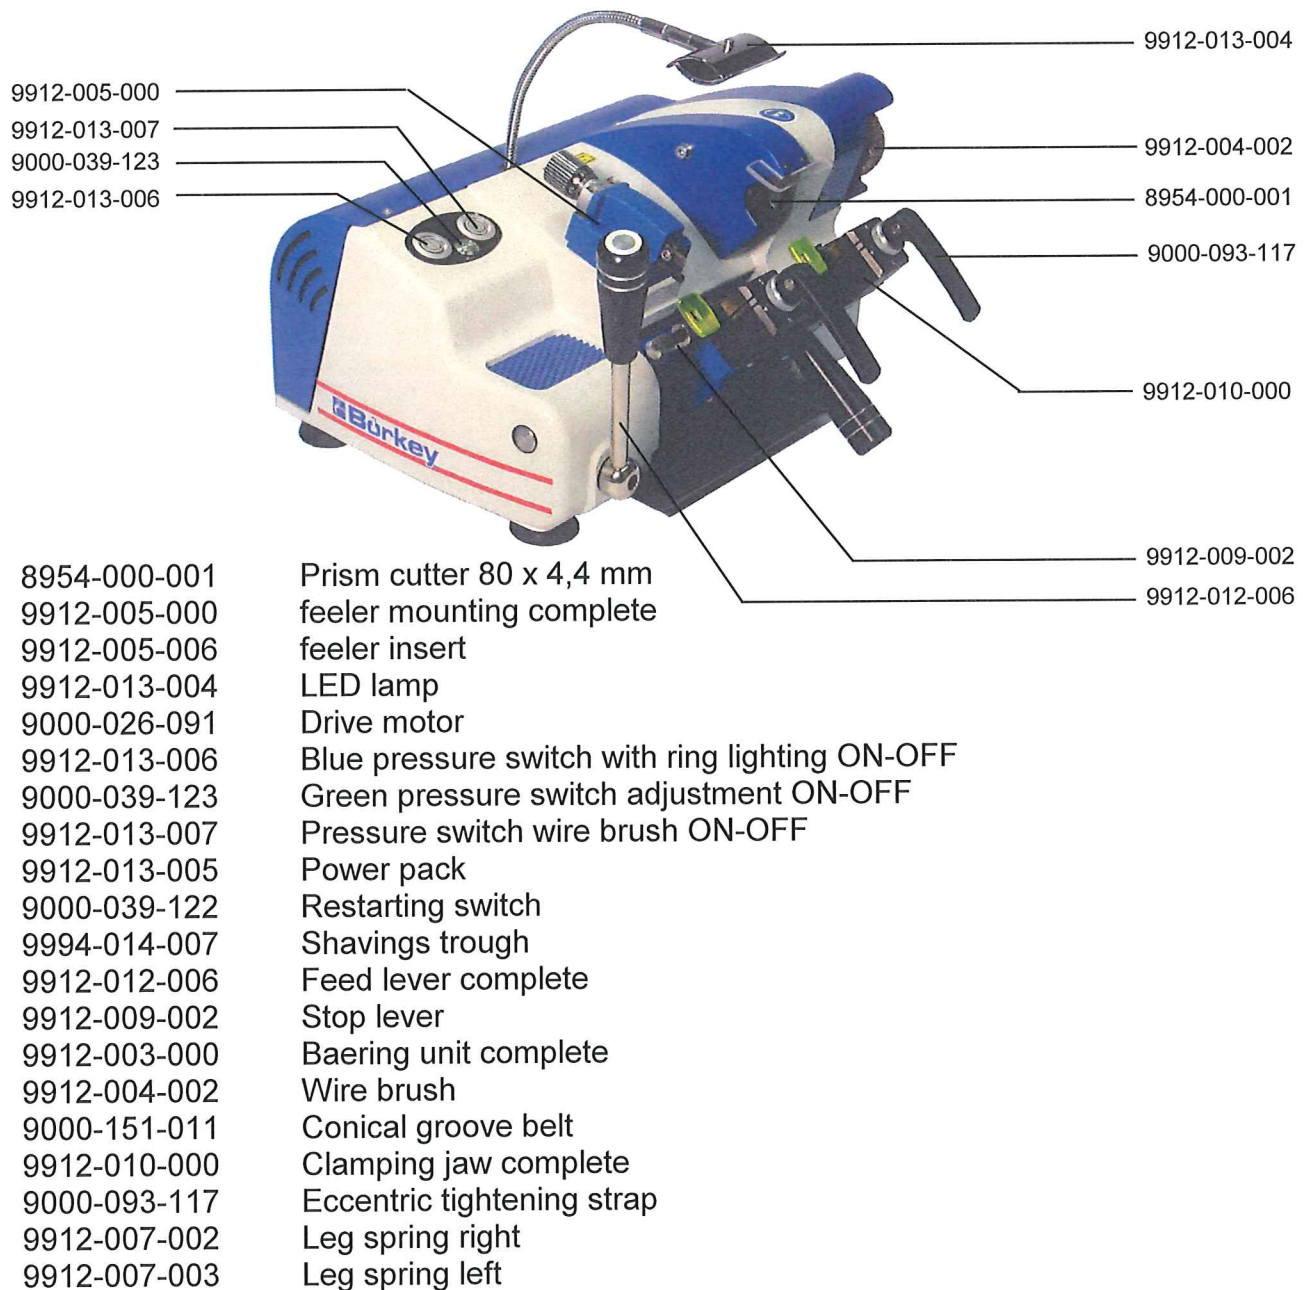 9912-013-004
9912-005-000
9912-013-007
9000-039-123
9912-013-006
9912-004-002
8954-000-001
9000-093-117
9912-010-000
Börkey
9912-009-002
9912-012-006
8954-000-001 Prism cutter 80 x 4,4 mm
9912-005-000 feeler mounting complete
9912-005-006 feeler insert
9912-013-004 LED lamp
9000-026-091 Drive motor
9912-013-006 Blue pressure switch with ring lighting ON-OFF
9000-039-123 Green pressure switch adjustment ON-OFF
9912-013-007 Pressure switch wire brush ON-OFF
9912-013-005 Power pack
9000-039-122 Restarting switch
9994-014-007 Shavings trough
9912-012-006 Feed lever complete
9912-009-002 Stop lever
9912-003-000 Baering unit complete
9912-004-002 Wire brush
9000-151-011 Conical groove belt
9912-010-000 Clamping jaw complete
9000-093-117 Eccentric tightening strap
9912-007-002 Leg spring right
9912-007-003 Leg spring left